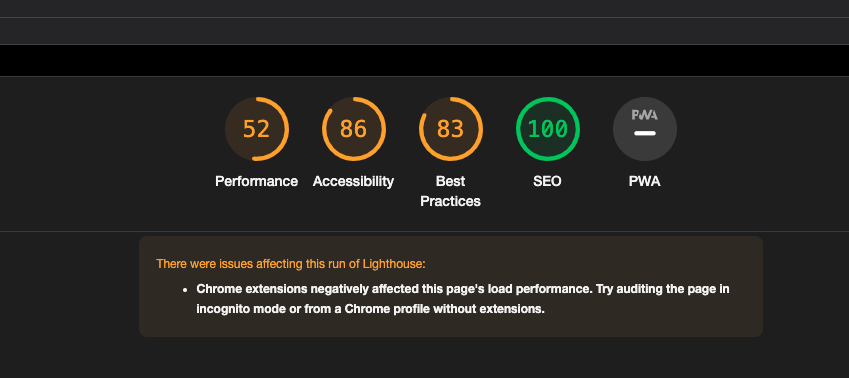 52 86 83 100 PWA
Performance Accessibility Best SEO PWA
Practices
There were issues affecting this run of Lighthouse:
• Chrome extensions negatively affected this page's load performance. Try auditing the page in
incognito mode or from a Chrome profile without extensions.